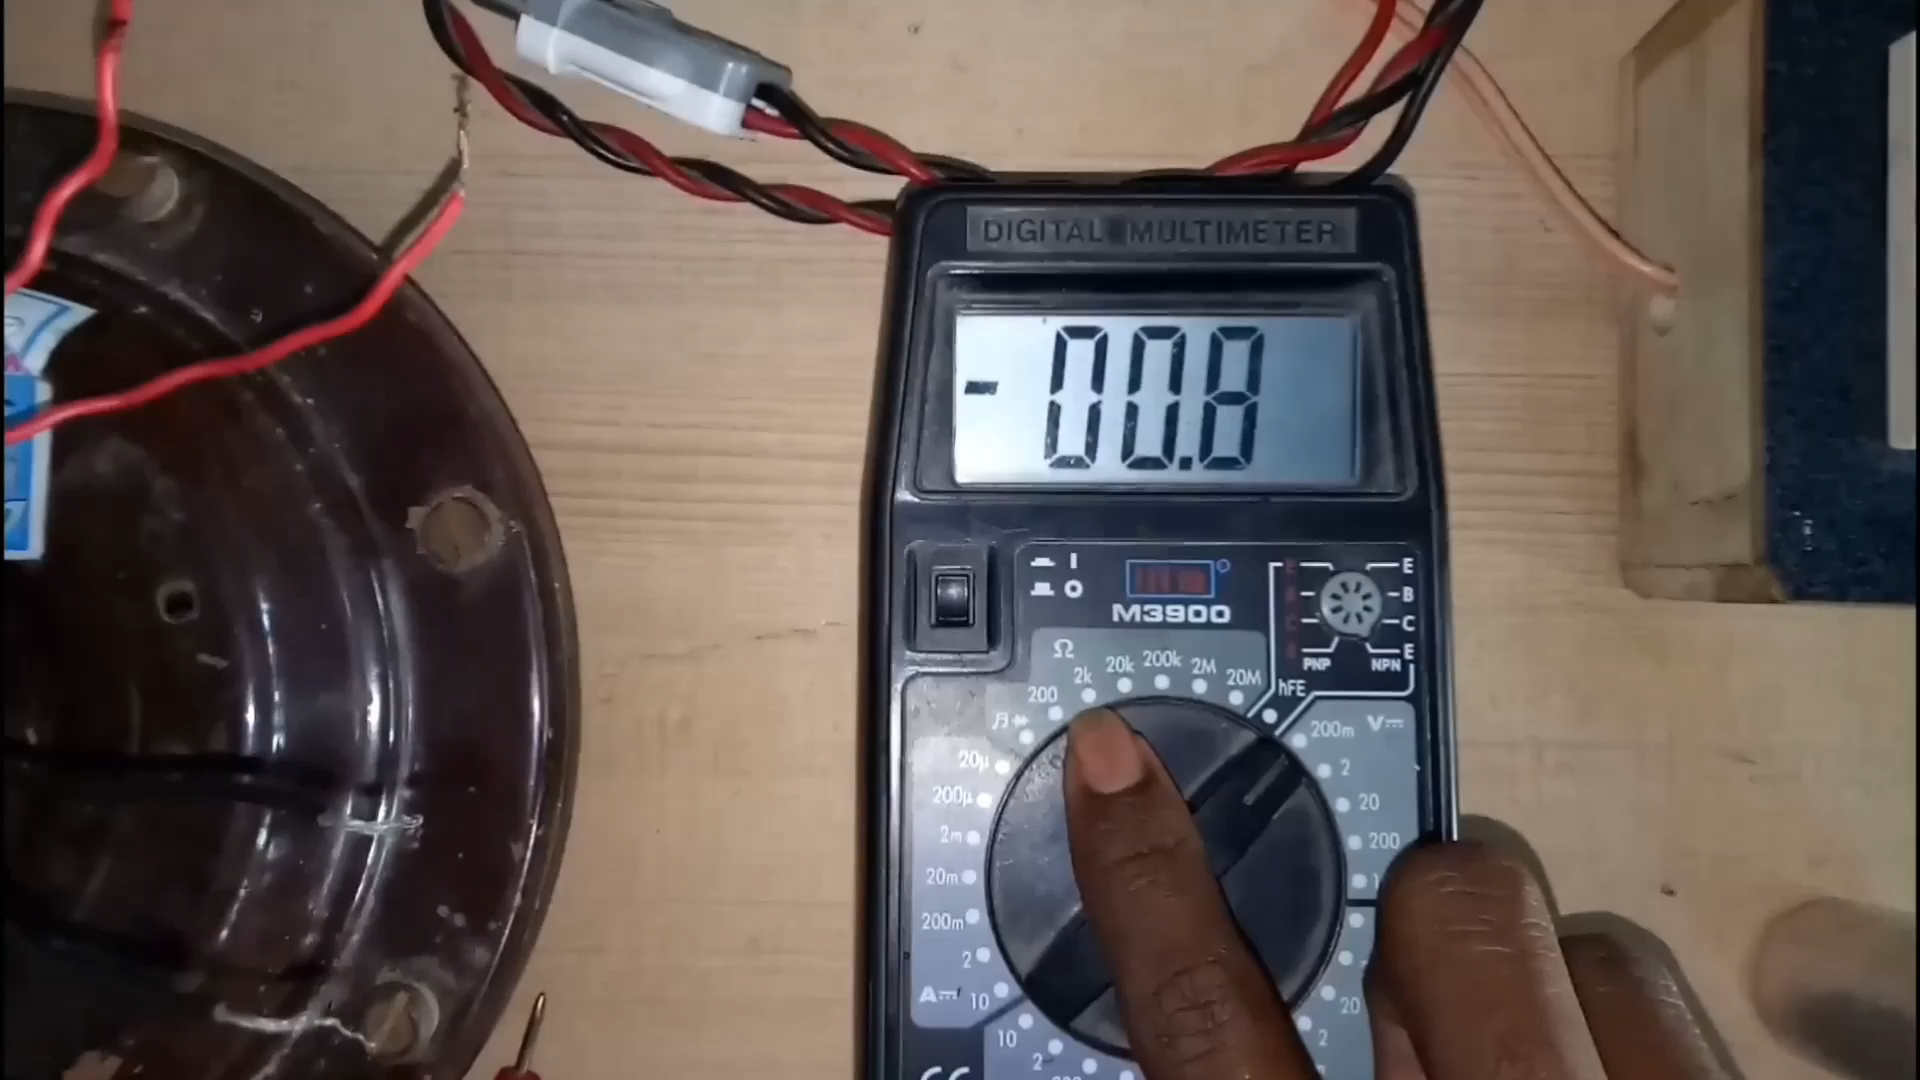 DIGITAL MULTIMETER
- 00.8
M3900
E
B
C
E
PNP
NPN
hFE
Ω
200
2k
20k
200k
2M
20M
200m
V
2
20
200
20µ
200µ
2m
20m
200m
2
A
10
10
2
20
2